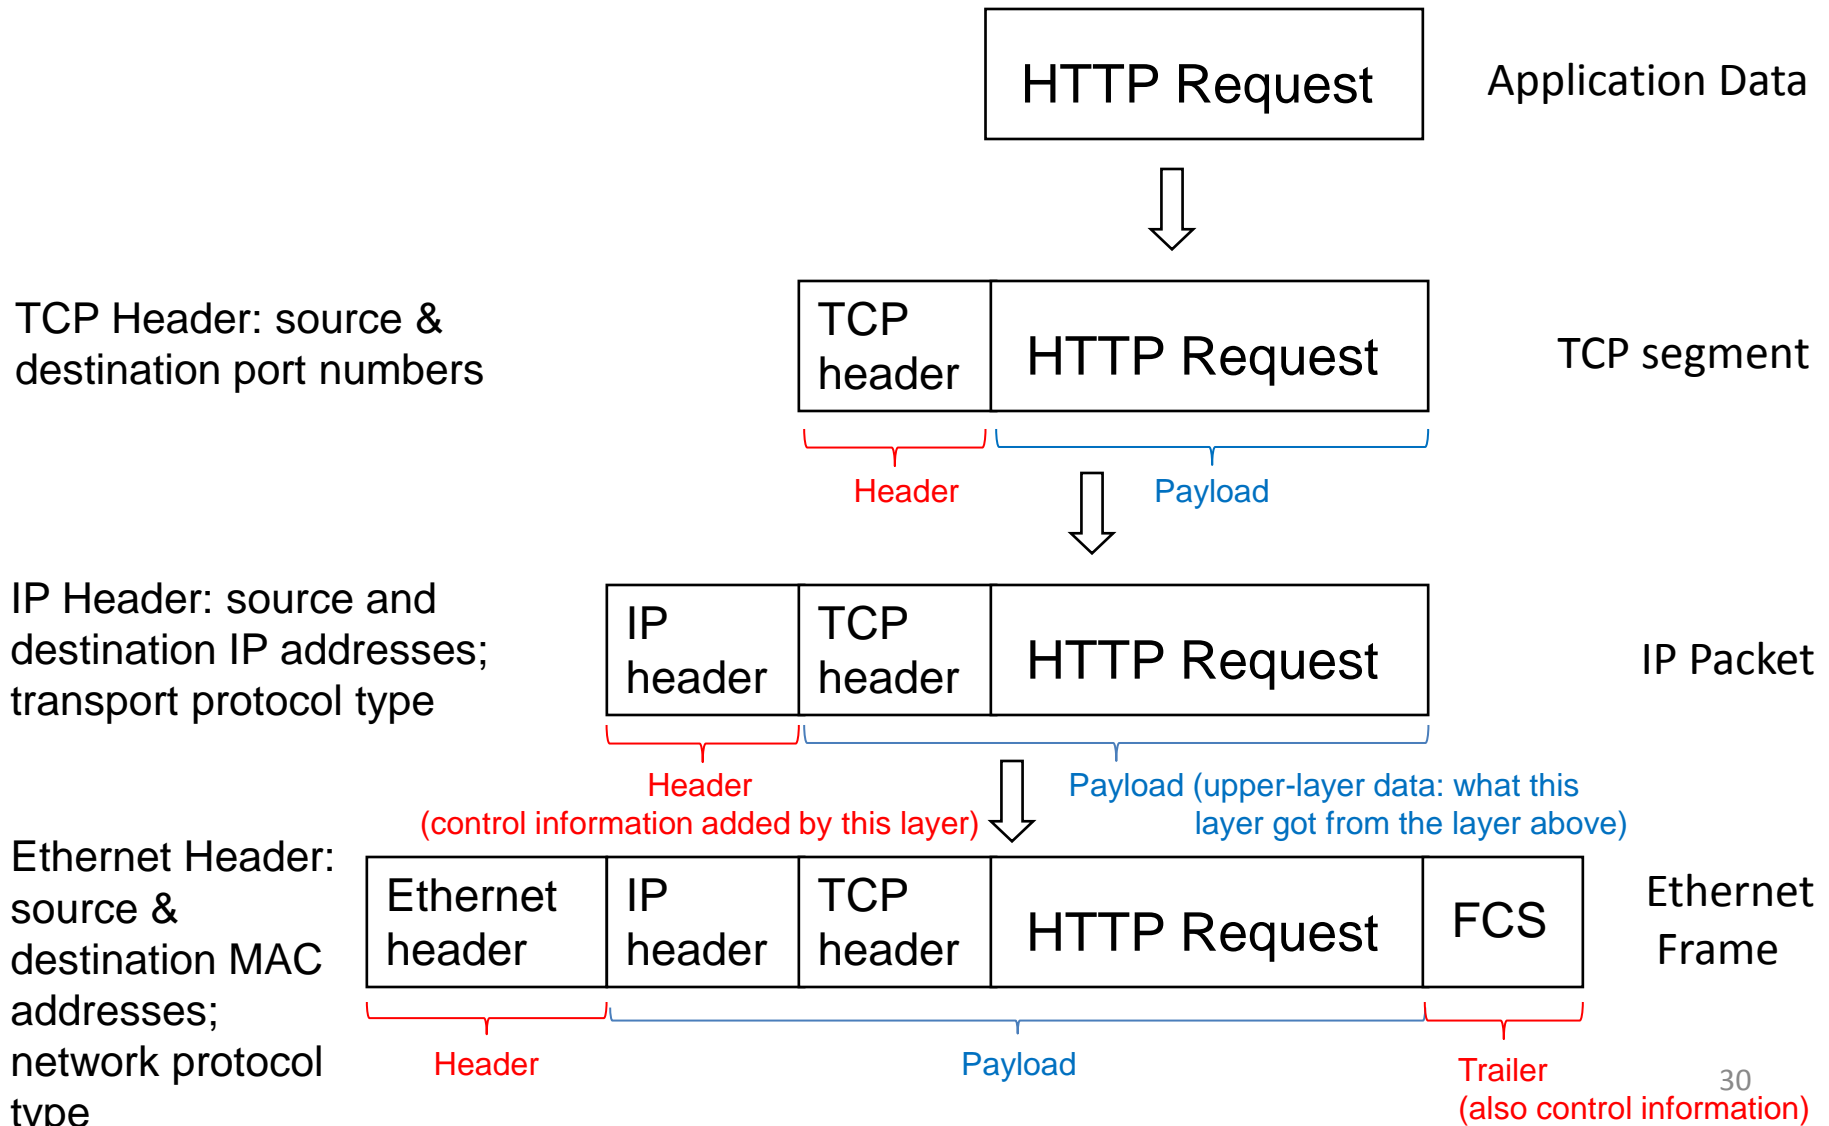 HTTP Request
Application Data
TCP Header: source &
destination port numbers
TCP
header
HTTP Request
TCP segment
Header
Payload
IP Header: source and
destination IP addresses;
transport protocol type
IP
header
TCP
header
HTTP Request
IP Packet
Header
(control information added by this layer)
Payload (upper-layer data: what this
layer got from the layer above)
Ethernet Header:
source &
destination MAC
addresses;
network protocol
type
Ethernet
header
IP
header
TCP
header
HTTP Request
FCS
Ethernet
Frame
Header
Payload
Trailer
(also control information)
30